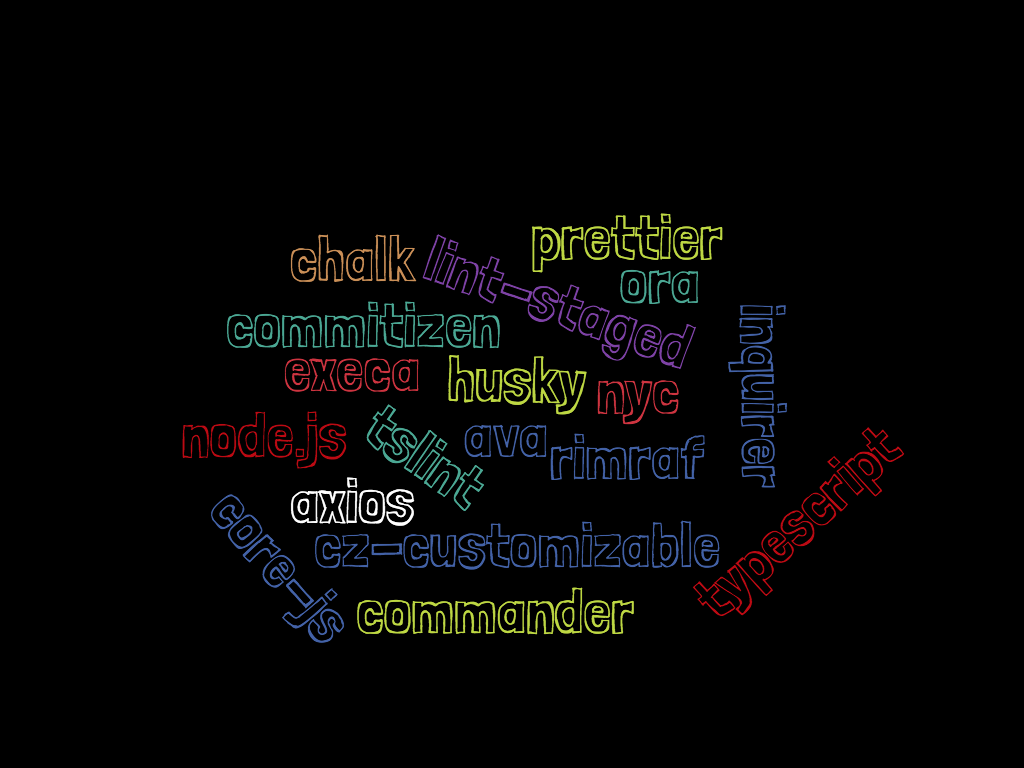 prettier
chalk
lint-staged
ora
commitizen
inquirer
execa
husky
nyc
node.js
tslint
ava
rimraf
typescript
axios
core-js
cz-customizable
commander